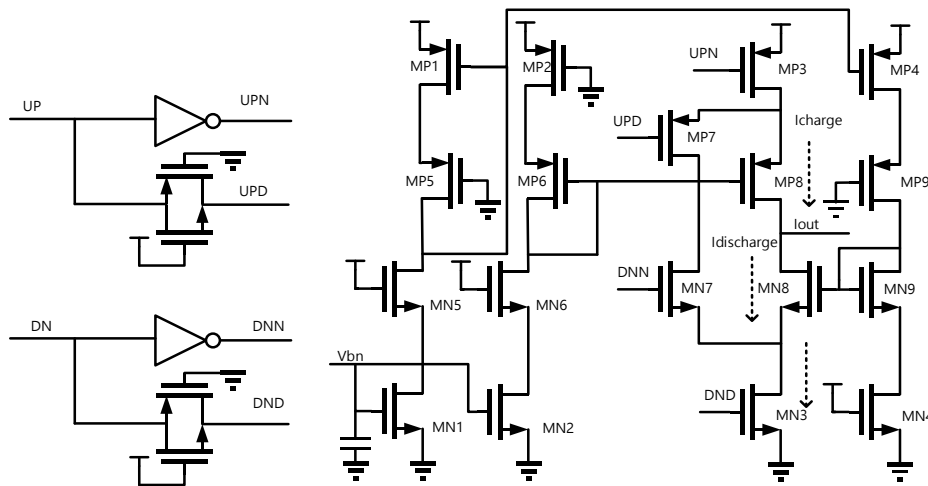 UP
UPN
UPD
DN
DNN
DND
MP1
MP2
UPN
MP3
MP4
UPD
MP7
Icharge
MP5
MP6
MP8
MP9
Iout
Idischarge
MN5
MN6
DNN
MN7
MN8
MN9
Vbn
MN1
MN2
DND
MN3
MN4